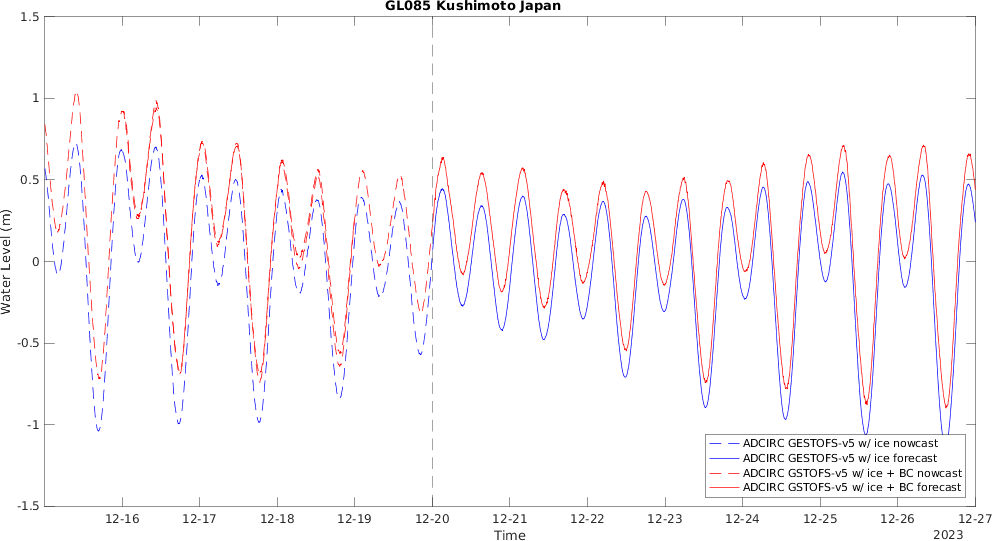 GL085 Kushimoto Japan
Water Level (m)
1.5
1
0.5
0
-0.5
-1
-1.5
ADCIRC GESTOFS-v5 w/ ice nowcast
ADCIRC GESTOFS-v5 w/ ice forecast
ADCIRC GSTOFS-v5 w/ ice + BC nowcast
ADCIRC GSTOFS-v5 w/ ice + BC forecast
12-16 12-17 12-18 12-19 12-20 12-21 12-22 12-23 12-24 12-25 12-26 12-27
Time 2023